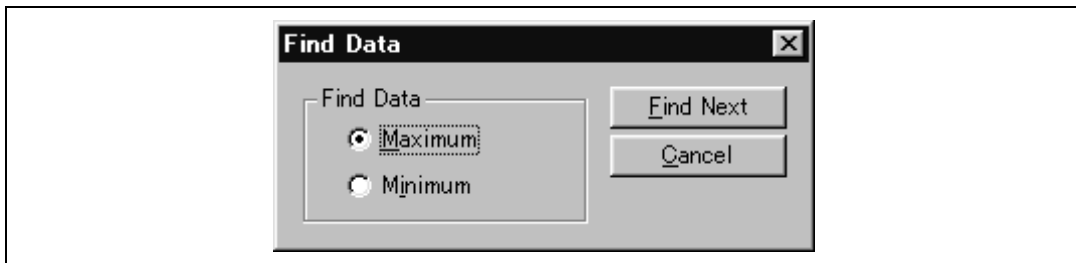 Find Data
Find Data
Maximum
Minimum
Find Next
Cancel